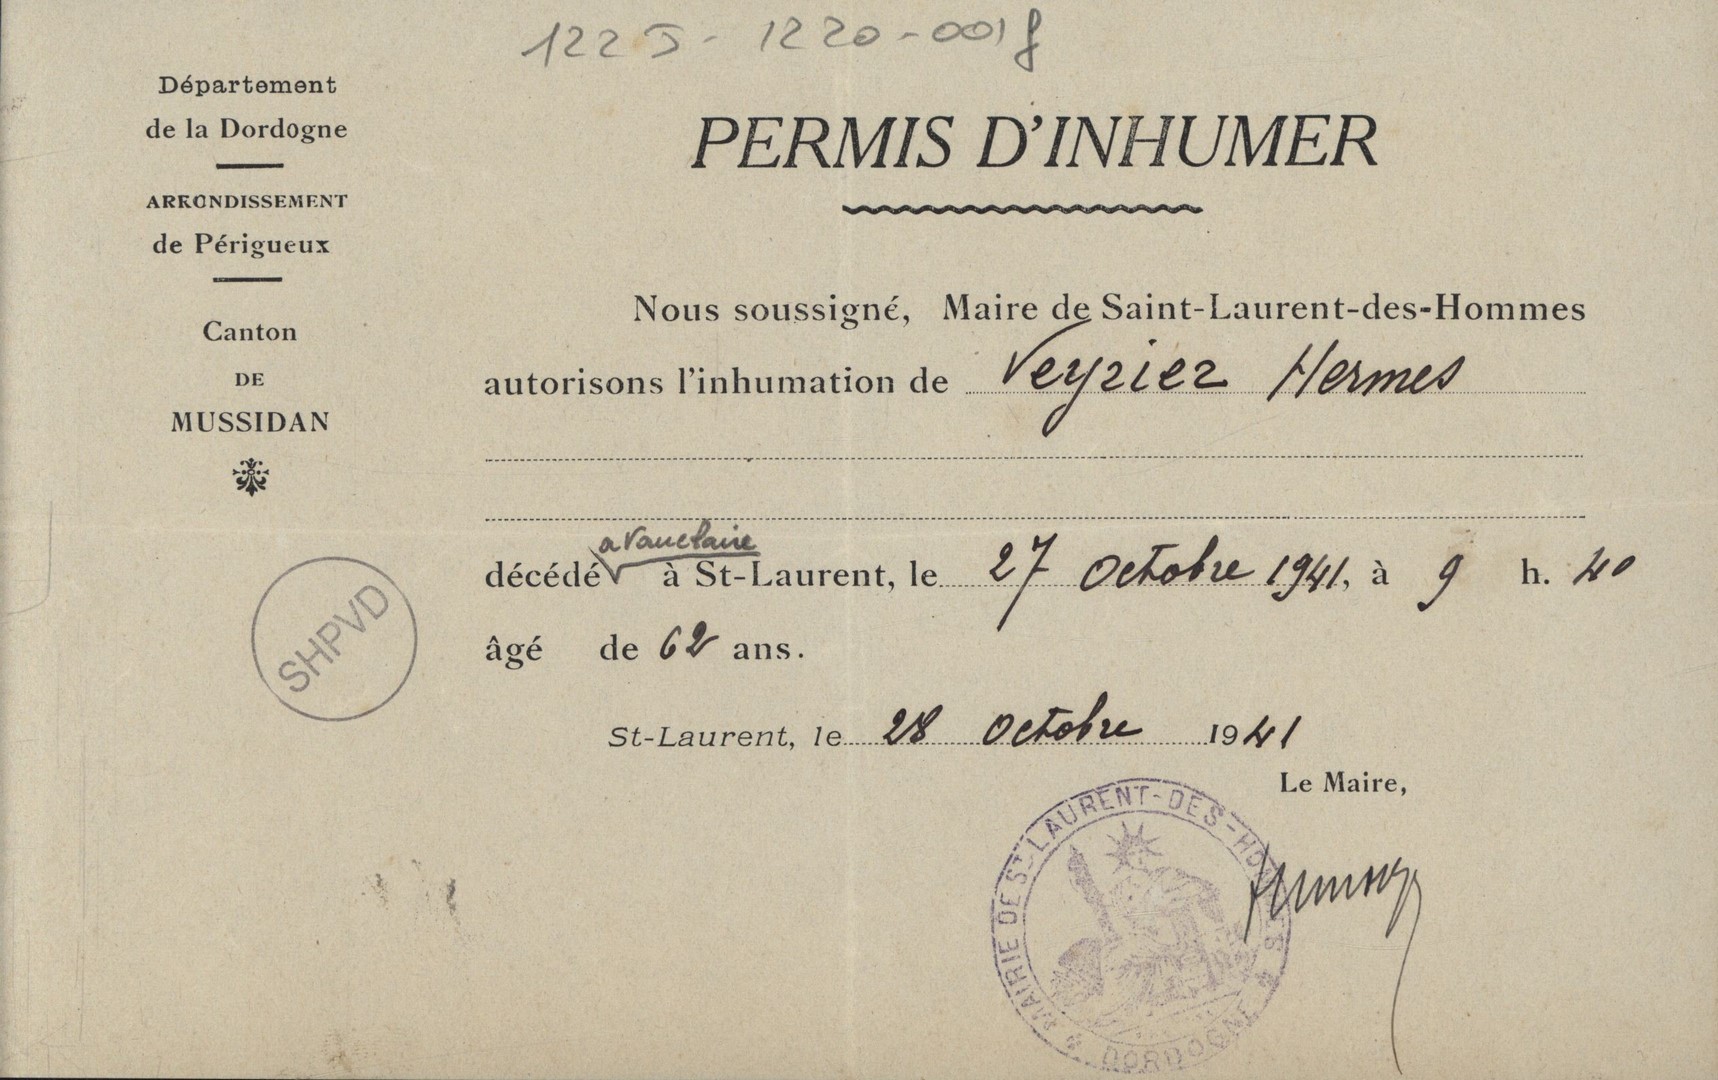 122 J - 1220-001 f
Département
de la Dordogne
ARRONDISSEMENT
de Périgueux
Canton
DE
MUSSIDAN
SHPVD
PERMIS D'INHUMER
Nous soussigné, Maire de Saint-Laurent-des-Hommes
autorisons l'inhumation de Veyrier Hermes
a Vauclaire
décédé à St-Laurent, le 27 Octobre 1941, à 9 h. 40
âgé de 62 ans.
St-Laurent, le 28 Octobre 1941
Le Maire,
MAIRIE DE ST-LAURENT-DES-HOMMES
DORDOGNE